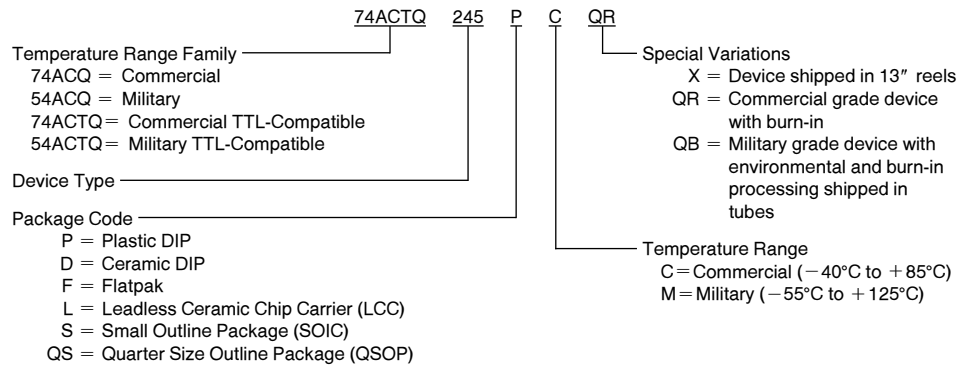 74ACTQ 245 P C QR
Temperature Range Family
74ACQ = Commercial
54ACQ = Military
74ACTQ = Commercial TTL-Compatible
54ACTQ = Military TTL-Compatible
Device Type
Package Code
P = Plastic DIP
D = Ceramic DIP
F = Flatpak
L = Leadless Ceramic Chip Carrier (LCC)
S = Small Outline Package (SOIC)
QS = Quarter Size Outline Package (QSOP)
Special Variations
X = Device shipped in 13″ reels
QR = Commercial grade device
with burn-in
QB = Military grade device with
environmental and burn-in
processing shipped in
tubes
Temperature Range
C = Commercial (−40°C to +85°C)
M = Military (−55°C to +125°C)